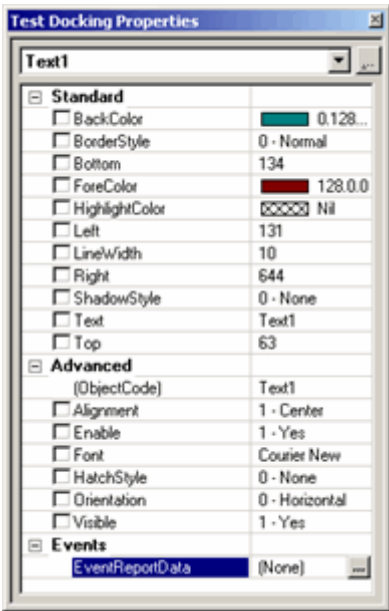 Test Docking Properties
Text1
Standard
BackColor 0.128...
BorderStyle 0 - Normal
Bottom 134
ForeColor 128.0.0
HighlightColor Nil
Left 131
LineWidth 10
Right 644
ShadowStyle 0 - None
Text Text1
Top 63
Advanced
(ObjectCode) Text1
Alignment 1 - Center
Enable 1 - Yes
Font Courier New
HatchStyle 0 - None
Orientation 0 - Horizontal
Visible 1 - Yes
Events
EventReportData (None) ...